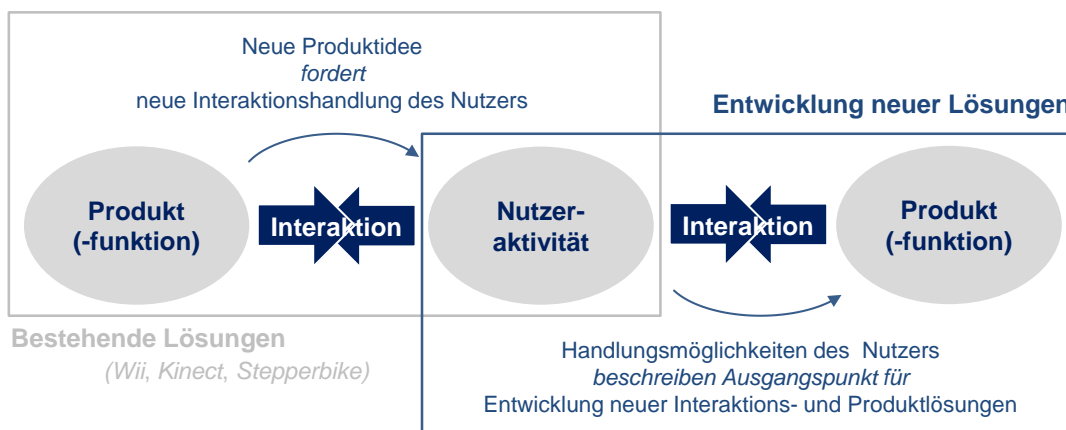 Neue Produktidee
fordert
neue Interaktionshandlung des Nutzers
Entwicklung neuer Lösungen
Produkt
(-funktion)
Interaktion
Nutzer-
aktivität
Interaktion
Produkt
(-funktion)
Bestehende Lösungen
(Wii, Kinect, Stepperbike)
Handlungsmöglichkeiten des Nutzers
beschreiben Ausgangspunkt für
Entwicklung neuer Interaktions- und Produktlösungen